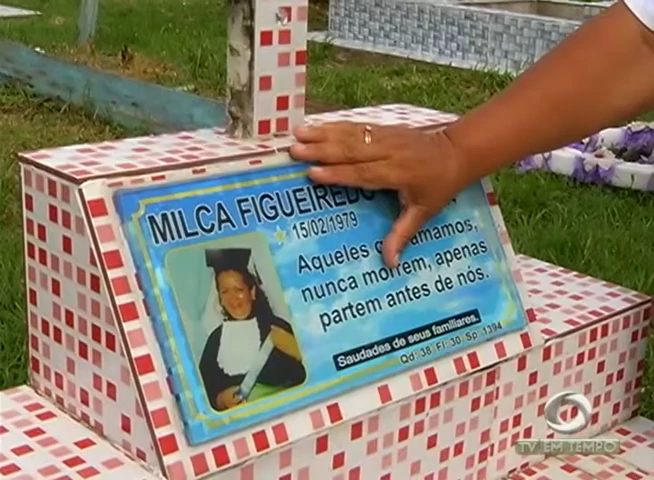 MILCA FIGUEIREDO
15/02/1979
Aqueles amamos,
nunca morrem, apenas
partem antes de nós.
Saudades de seus familiares.
Qd: 38 Fl: 30 Sp: 1394
TV EM TEMPO